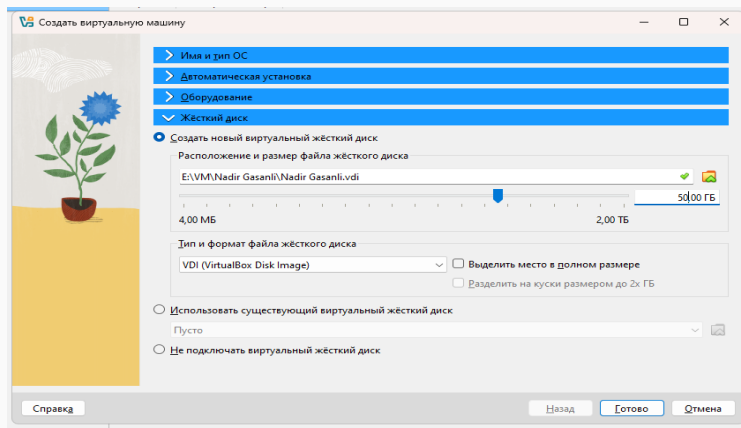 Создать виртуальную машину
Имя и тип ОС
Автоматическая установка
Оборудование
Жёсткий диск
Создать новый виртуальный жёсткий диск
Расположение и размер файла жёсткого диска
E:\VM\Nadir Gasanli\Nadir Gasanli.vdi
50,00 ГБ
4,00 МБ 2,00 ТБ
Тип и формат файла жёсткого диска
VDI (VirtualBox Disk Image) Выделить место в полном размере
Разделить на куски размером до 2х ГБ
Использовать существующий виртуальный жёсткий диск
Пусто
Не подключать виртуальный жёсткий диск
Справка Назад Готово Отмена